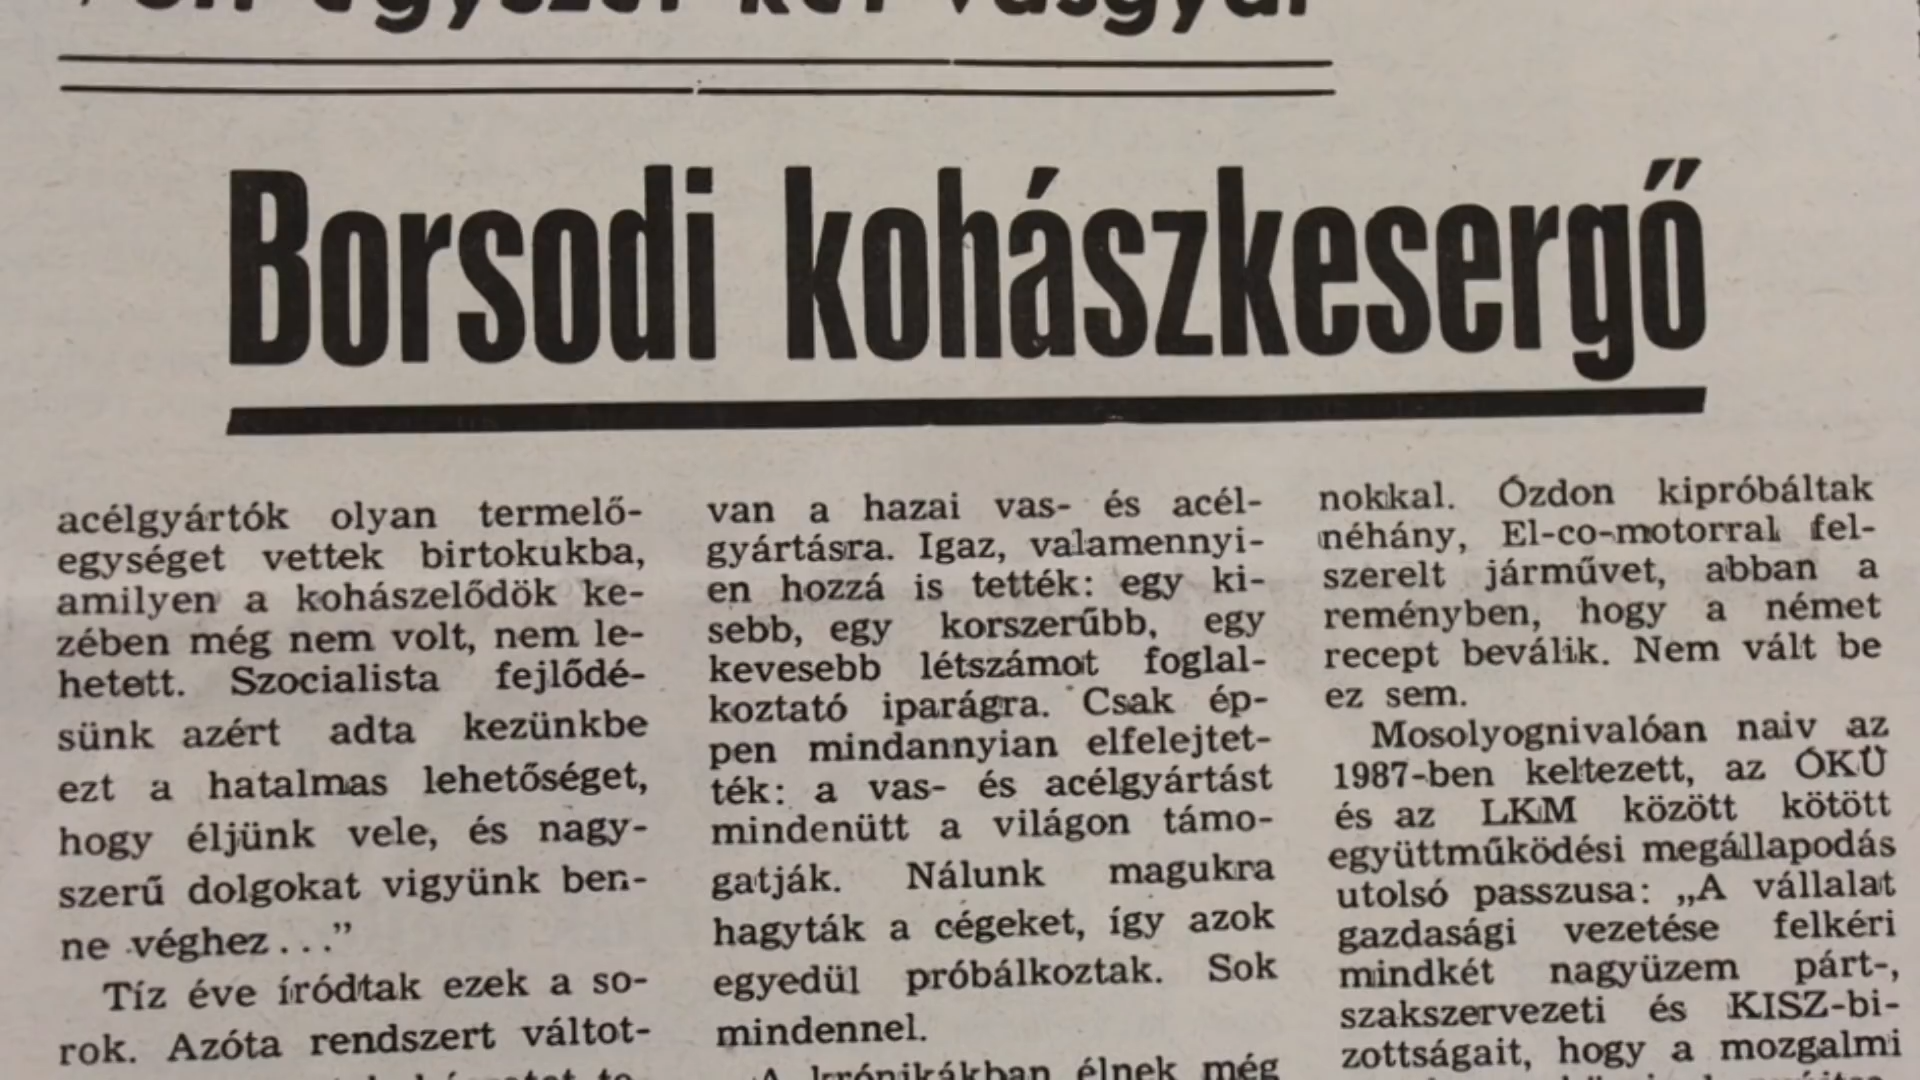 egyszer két vasgyár
Borsodi kohászkesergő
acélgyártók olyan termelő-
egységet vettek birtokukba,
amilyen a kohászelődök ke-
zében még nem volt, nem le-
hetett. Szocialista fejlődé-
sünk azért adta kezünkbe
ezt a hatalmas lehetőséget,
hogy éljünk vele, és nagy-
szerű dolgokat vigyünk ben-
ne véghez...”
Tíz éve íródtak ezek a so-
rok. Azóta rendszert váltot-
van a hazai vas- és acél-
gyártásra. Igaz, valamennyi-
en hozzá is tették: egy ki-
sebb, egy korszerűbb, egy
kevesebb létszámot foglal-
koztató iparágra. Csak ép-
pen mindannyian elfelejtet-
ték: a vas- és acélgyártást
mindenütt a világon támo-
gatják. Nálunk magukra
hagyták a cégeket, így azok
egyedül próbálkoztak. Sok
mindennel.
A krónikákban élnek még
nokkal. Ózdon kipróbáltak
néhány, El-co-motorral fel-
szerelt járművet, abban a
reményben, hogy a német
recept beválik. Nem vált be
ez sem.
Mosolyognivalóan naiv az
1987-ben keltezett, az ÓKÜ
és az LKM között kötött
együttműködési megállapodás
utolsó passzusa: „A vállalat
gazdasági vezetése felkéri
mindkét nagyüzem párt-,
szakszervezeti és KISZ-bi-
zottságait, hogy a mozgalmi